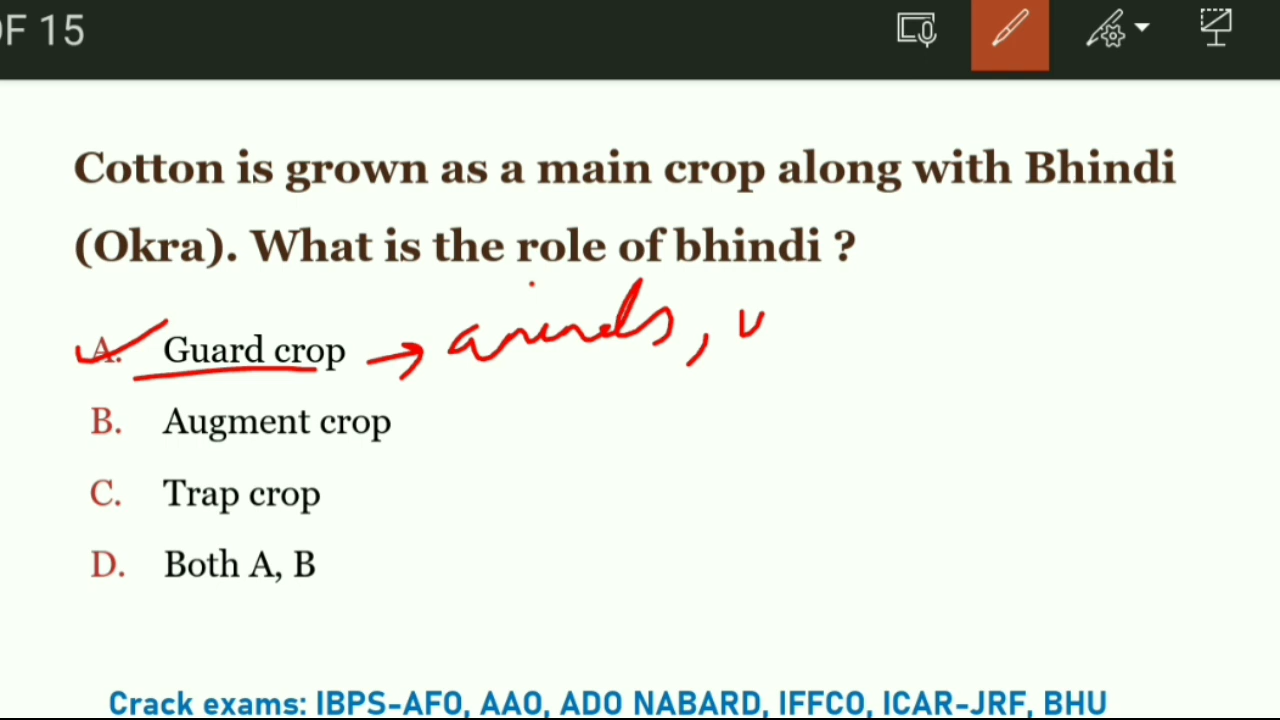 OF 15
Cotton is grown as a main crop along with Bhindi
(Okra). What is the role of bhindi ?
A. Guard crop → animals,
B. Augment crop
C. Trap crop
D. Both A, B
Crack exams: IBPS-AFO, AAO, ADO NABARD, IFFCO, ICAR-JRF, BHU